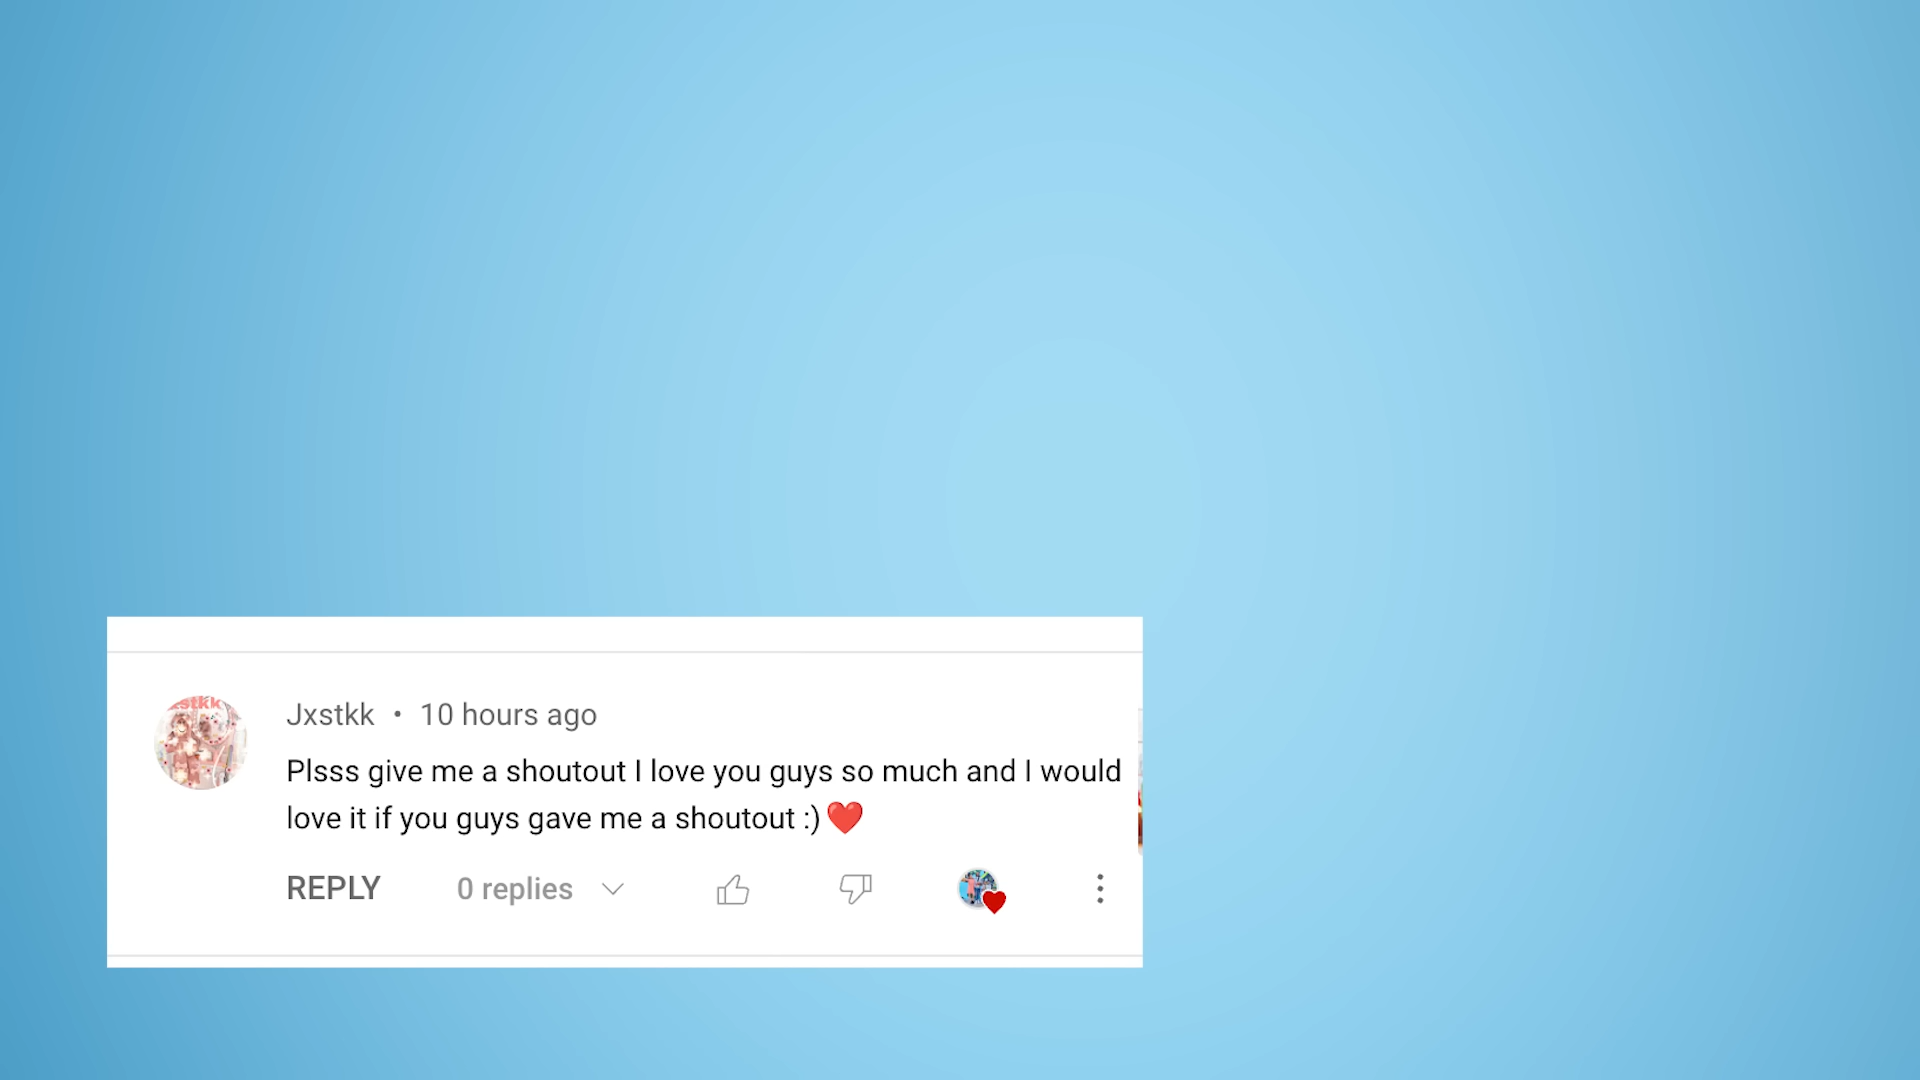 Jxstkk • 10 hours ago
Plsss give me a shoutout I love you guys so much and I would
love it if you guys gave me a shoutout :) ❤️
REPLY 0 replies